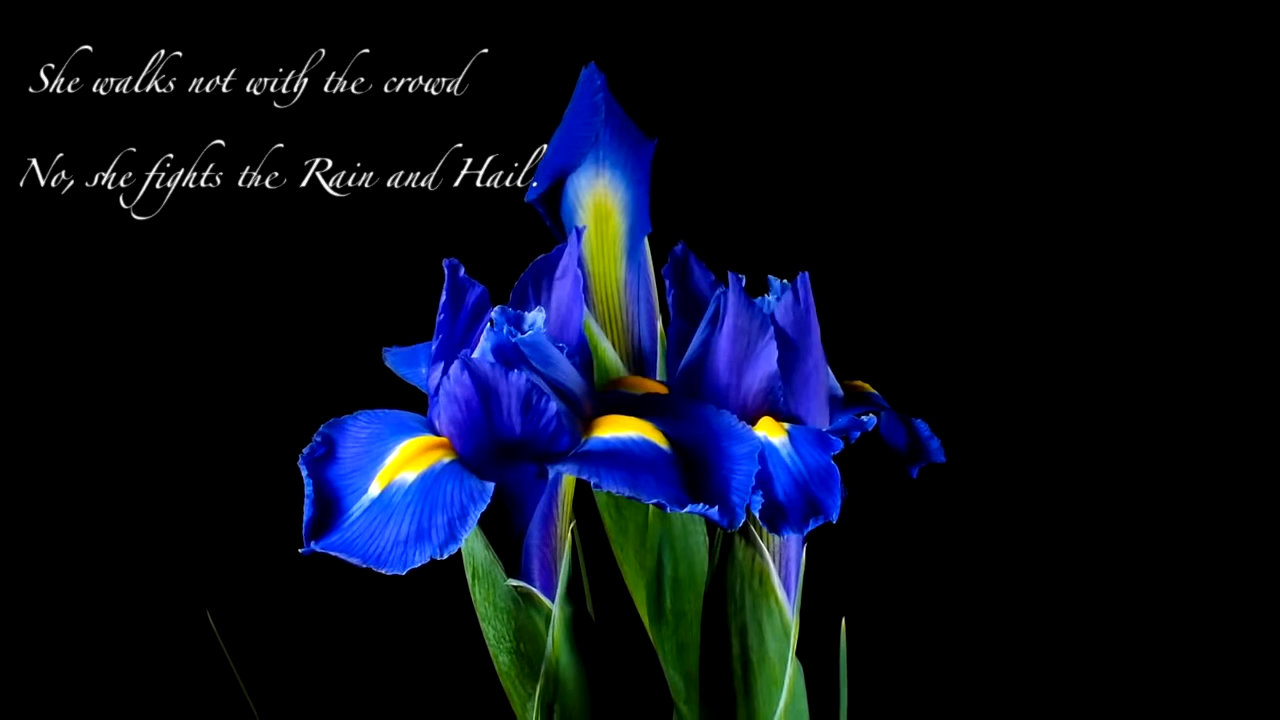 She walks not with the crowd
No, she fights the Rain and Hail.